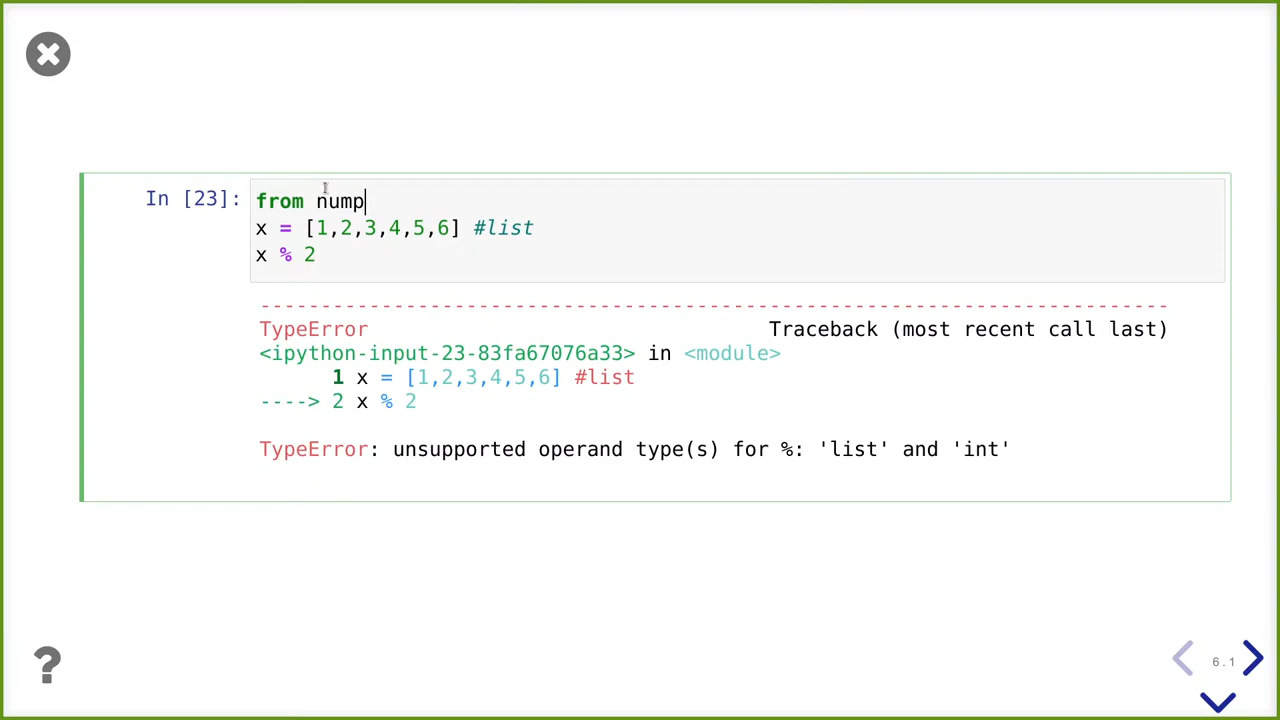 In [23]:
from nump
x = [1,2,3,4,5,6] #list
x % 2
---------------------------------------------------------------------------
TypeError                                 Traceback (most recent call last)
<ipython-input-23-83fa67076a33> in <module>
      1 x = [1,2,3,4,5,6] #list
----> 2 x % 2
TypeError: unsupported operand type(s) for %: 'list' and 'int'
?
6.1